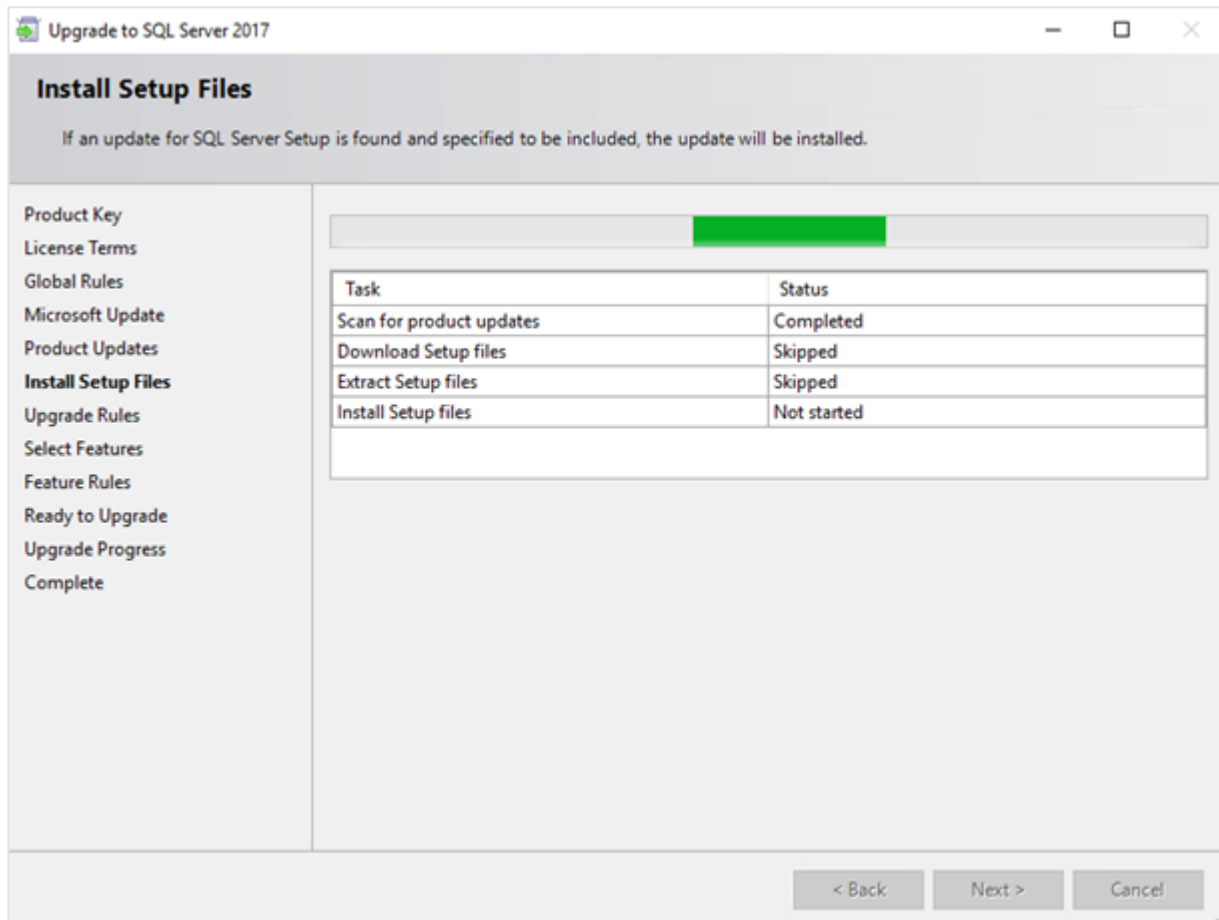 Upgrade to SQL Server 2017
Install Setup Files
If an update for SQL Server Setup is found and specified to be included, the update will be installed.
Product Key
License Terms
Global Rules
Microsoft Update
Product Updates
Install Setup Files
Upgrade Rules
Select Features
Feature Rules
Ready to Upgrade
Upgrade Progress
Complete
Task Status
Scan for product updates Completed
Download Setup files Skipped
Extract Setup files Skipped
Install Setup files Not started
< Back Next > Cancel